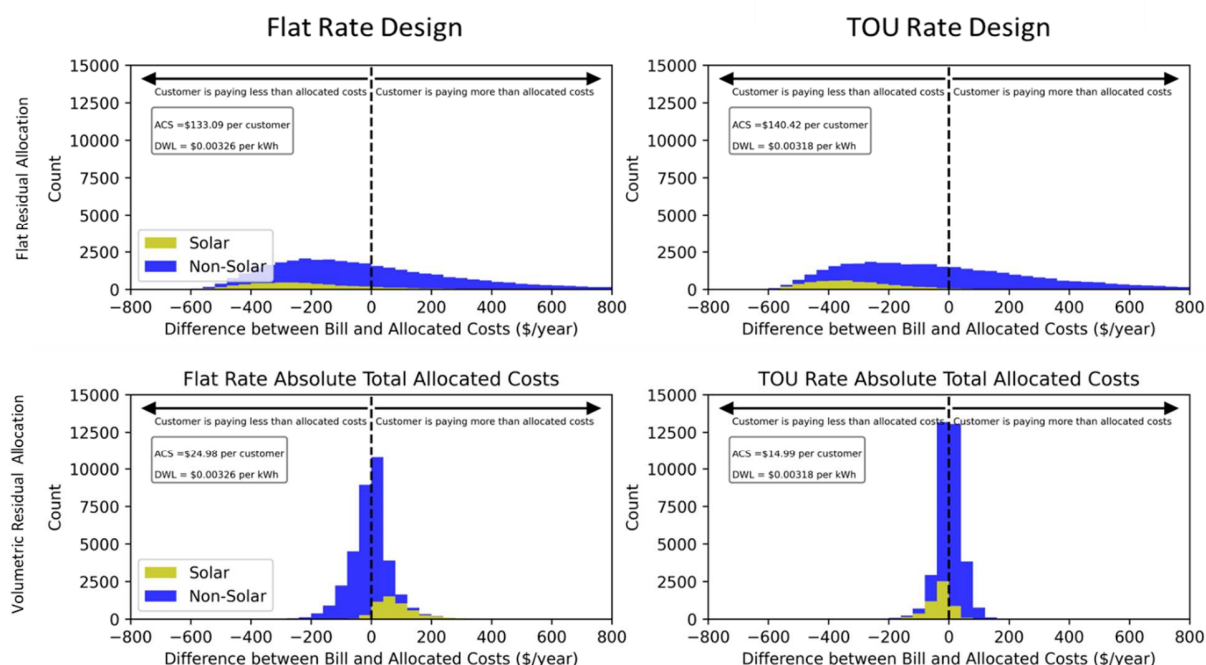 Flat Rate Design
TOU Rate Design
Flat Residual Allocation
Count
15000
12500
10000
7500
5000
2500
0
Customer is paying less than allocated costs
Customer is paying more than allocated costs
ACS =$133.09 per customer
DWL = $0.00326 per kWh
Solar
Non-Solar
−800 −600 −400 −200 0 200 400 600 800
Difference between Bill and Allocated Costs ($/year)
Count
15000
12500
10000
7500
5000
2500
0
Customer is paying less than allocated costs
Customer is paying more than allocated costs
ACS =$140.42 per customer
DWL = $0.00318 per kWh
−800 −600 −400 −200 0 200 400 600 800
Difference between Bill and Allocated Costs ($/year)
Volumetric Residual Allocation
Flat Rate Absolute Total Allocated Costs
Count
15000
12500
10000
7500
5000
2500
0
Customer is paying less than allocated costs
Customer is paying more than allocated costs
ACS =$24.98 per customer
DWL = $0.00326 per kWh
Solar
Non-Solar
−800 −600 −400 −200 0 200 400 600 800
Difference between Bill and Allocated Costs ($/year)
TOU Rate Absolute Total Allocated Costs
Count
15000
12500
10000
7500
5000
2500
0
Customer is paying less than allocated costs
Customer is paying more than allocated costs
ACS =$14.99 per customer
DWL = $0.00318 per kWh
−800 −600 −400 −200 0 200 400 600 800
Difference between Bill and Allocated Costs ($/year)